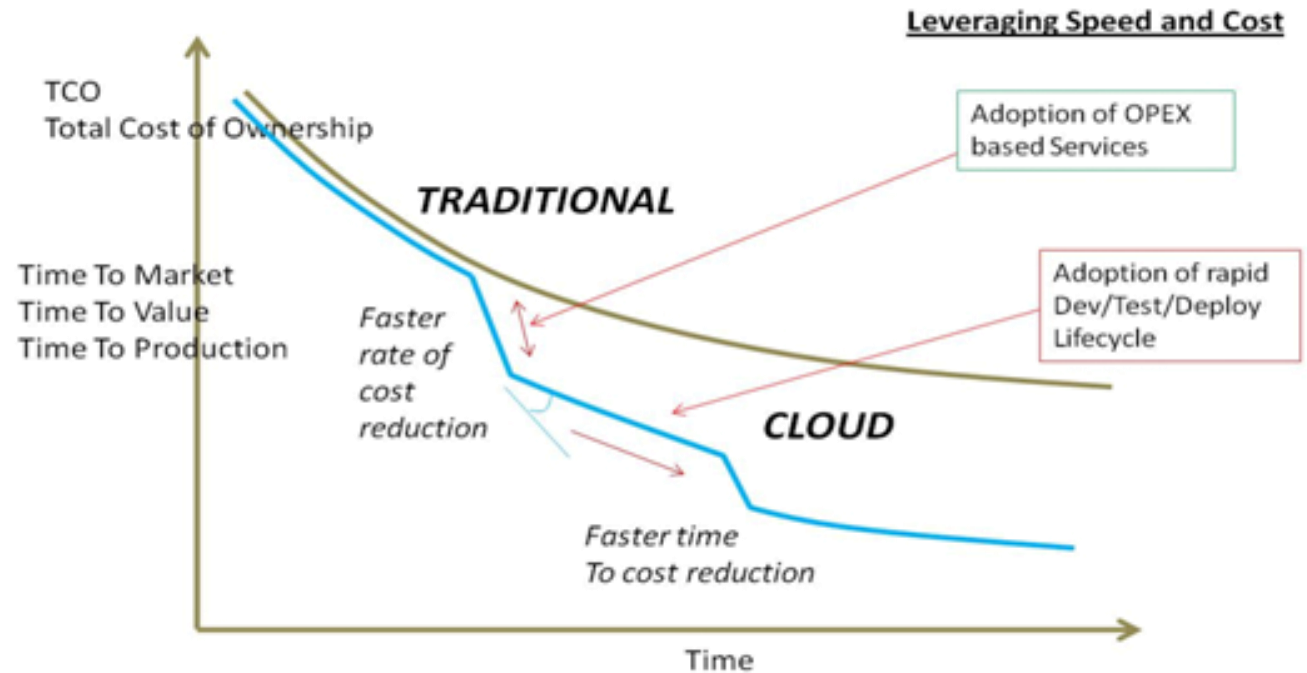 Leveraging Speed and Cost
TCO
Total Cost of Ownership
Adoption of OPEX
based Services
TRADITIONAL
Time To Market
Time To Value
Time To Production
Adoption of rapid
Dev/Test/Deploy
Lifecycle
Faster
rate of
cost
reduction
CLOUD
Faster time
To cost reduction
Time